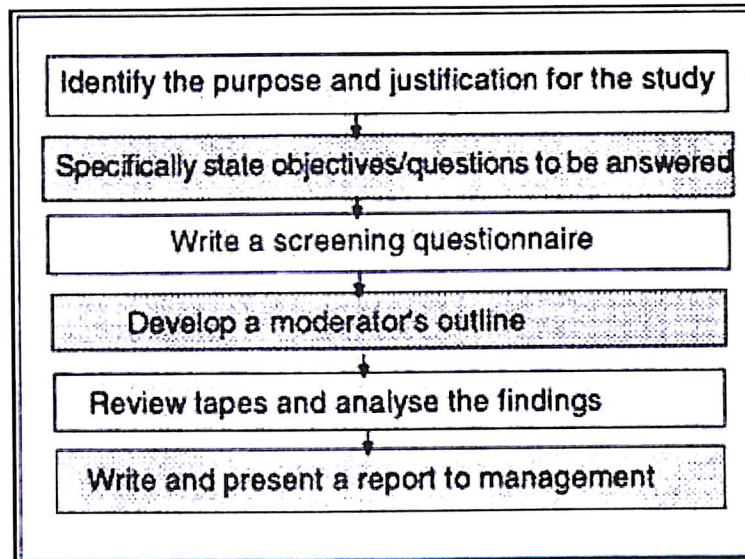 Identify the purpose and justification for the study
Specifically state objectives/questions to be answered
Write a screening questionnaire
Develop a moderator's outline
Review tapes and analyse the findings
Write and present a report to management